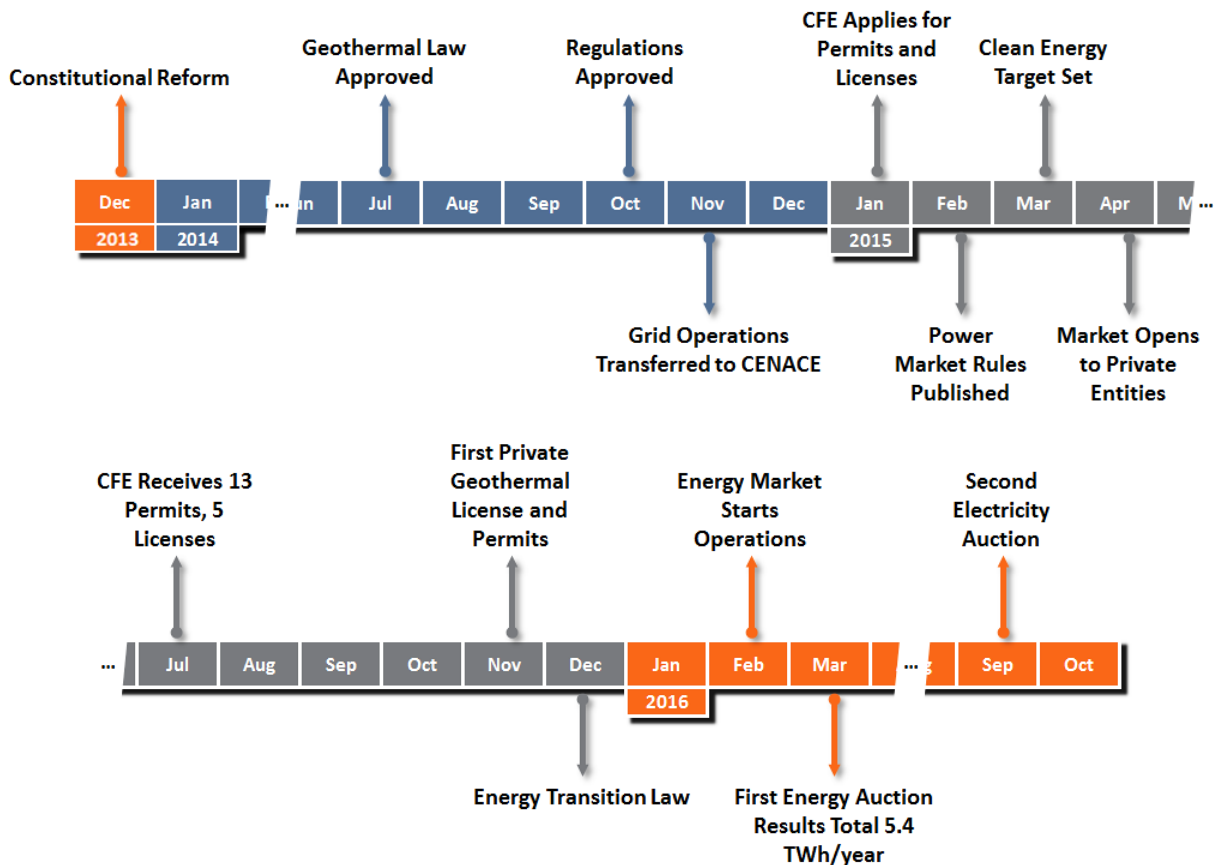 Constitutional Reform
Geothermal Law
Approved
Regulations
Approved
CFE Applies for
Permits and
Licenses
Clean Energy
Target Set
Dec Jan ... Jul Aug Sep Oct Nov Dec Jan Feb Mar Apr ...
2013 2014 2015
Grid Operations
Transferred to CENACE
Power
Market Rules
Published
Market Opens
to Private
Entities
CFE Receives 13
Permits, 5
Licenses
First Private
Geothermal
License and
Permits
Energy Market
Starts
Operations
Second
Electricity
Auction
... Jul Aug Sep Oct Nov Dec Jan Feb Mar ... Sep Oct
2016
Energy Transition Law
First Energy Auction
Results Total 5.4
TWh/year